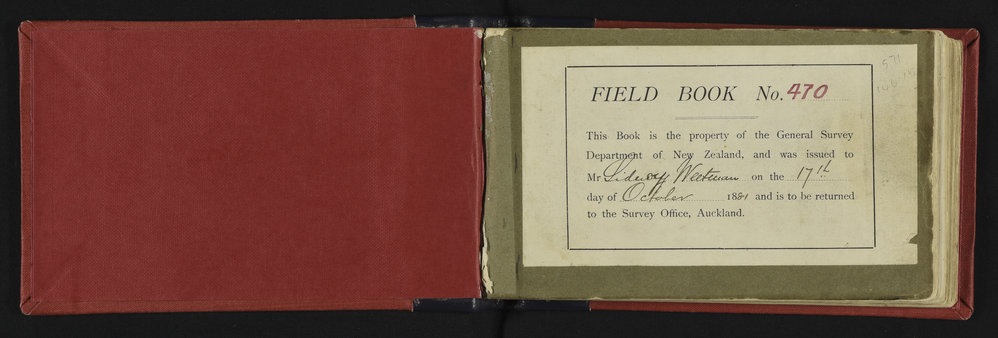 FIELD BOOK No. 470
This Book is the property of the General Survey
Department of New Zealand, and was issued to
Mr Sidney Weetman on the 17th
day of October 1881 and is to be returned
to the Survey Office, Auckland.
571